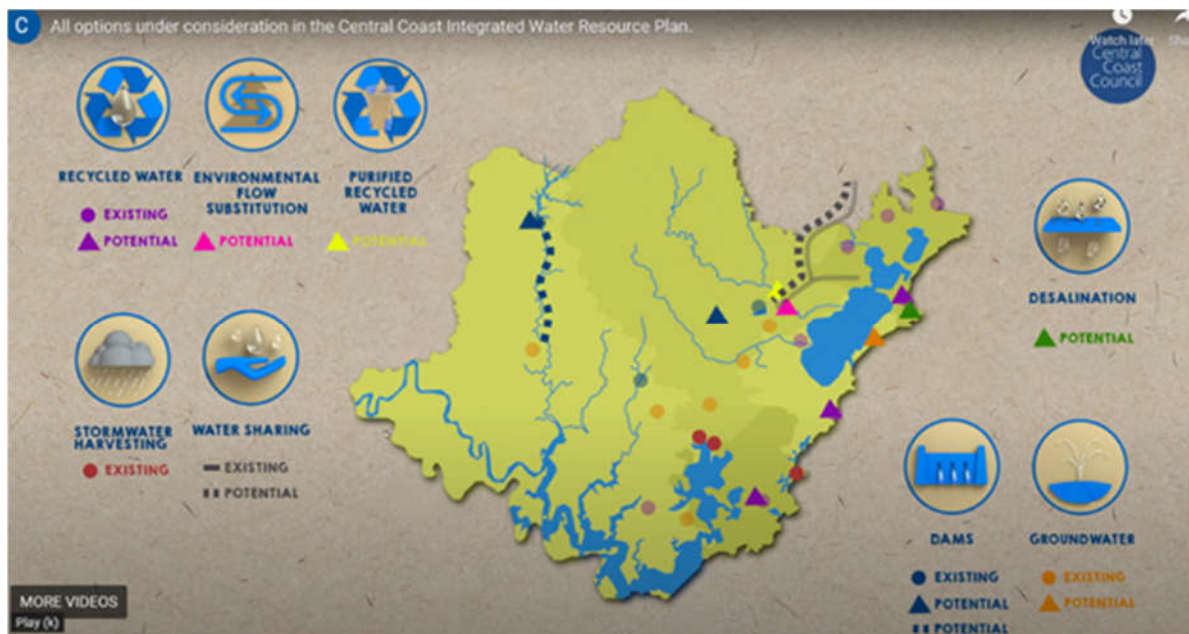 C All options under consideration in the Central Coast Integrated Water Resource Plan.
Watch later
Central
Coast
Council
RECYCLED WATER
EXISTING
POTENTIAL
ENVIRONMENTAL
FLOW
SUBSTITUTION
POTENTIAL
PURIFIED
RECYCLED
WATER
POTENTIAL
DESALINATION
POTENTIAL
STORMWATER
HARVESTING
EXISTING
WATER SHARING
EXISTING
POTENTIAL
DAMS
EXISTING
POTENTIAL
POTENTIAL
GROUNDWATER
EXISTING
POTENTIAL
MORE VIDEOS
Play (k)